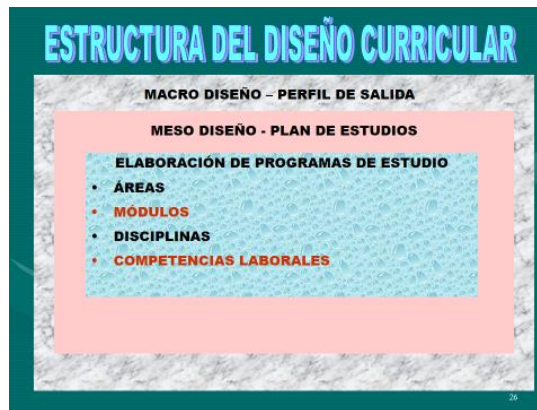 ESTRUCTURA DEL DISEÑO CURRICULAR
MACRO DISEÑO – PERFIL DE SALIDA
MESO DISEÑO - PLAN DE ESTUDIOS
ELABORACIÓN DE PROGRAMAS DE ESTUDIO
• ÁREAS
• MÓDULOS
• DISCIPLINAS
• COMPETENCIAS LABORALES
26